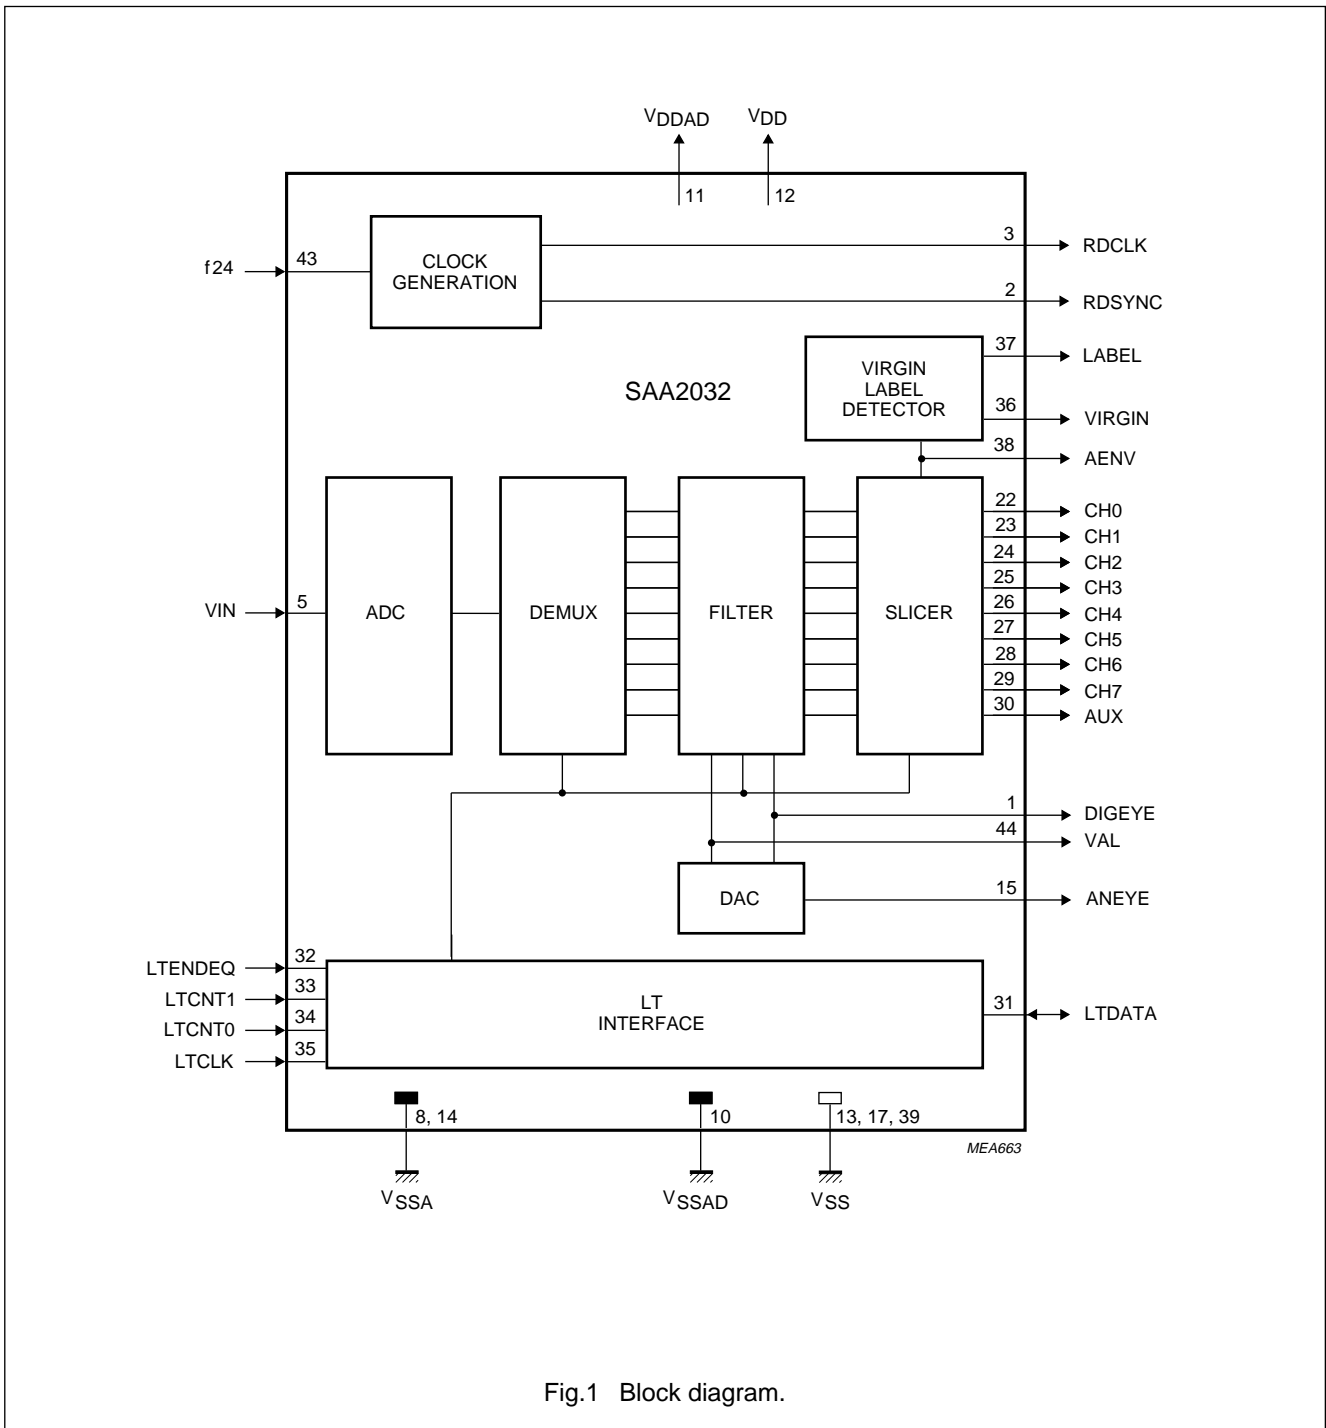 VDDAD VDD
11 12
f24 43 CLOCK GENERATION 3 RDCLK
2 RDSYNC
VIRGIN LABEL DETECTOR 37 LABEL
SAA2032
36 VIRGIN
38 AENV
22 CH0
23 CH1
24 CH2
25 CH3
VIN 5 ADC DEMUX FILTER SLICER 26 CH4
27 CH5
28 CH6
29 CH7
30 AUX
1 DIGEYE
44 VAL
DAC 15 ANEYE
LTENDEQ 32
LTCNT1 33
LT INTERFACE 31 LTDATA
LTCNT0 34
LTCLK 35
8, 14 10 13, 17, 39
MEA663
VSSA VSSAD VSS
Fig.1 Block diagram.